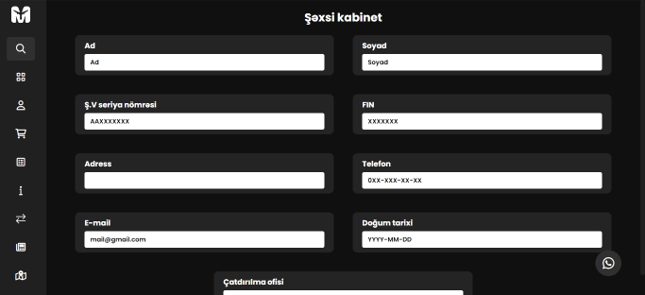 Şəxsi kabinet
Ad
Soyad
Ad
Soyad
Ş.V seriya nömrəsi
FIN
AAXXXXXXX
XXXXXXX
Adress
Telefon
0XX-XXX-XX-XX
E-mail
Doğum tarixi
mail@gmail.com
YYYY-MM-DD
Çatdırılma ofisi